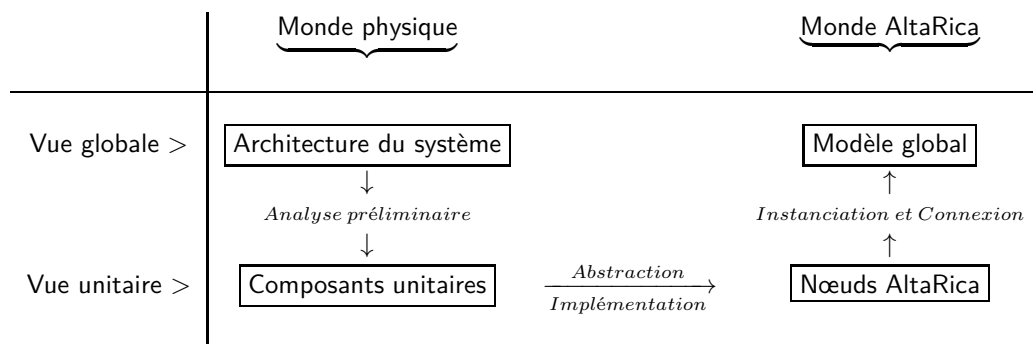 Monde physique Monde AltaRica
Vue globale > Architecture du système Modèle global
↓ ↑
Analyse préliminaire Instanciation et Connexion
↓ ↑
Vue unitaire > Composants unitaires Abstraction Nœuds AltaRica
Implémentation